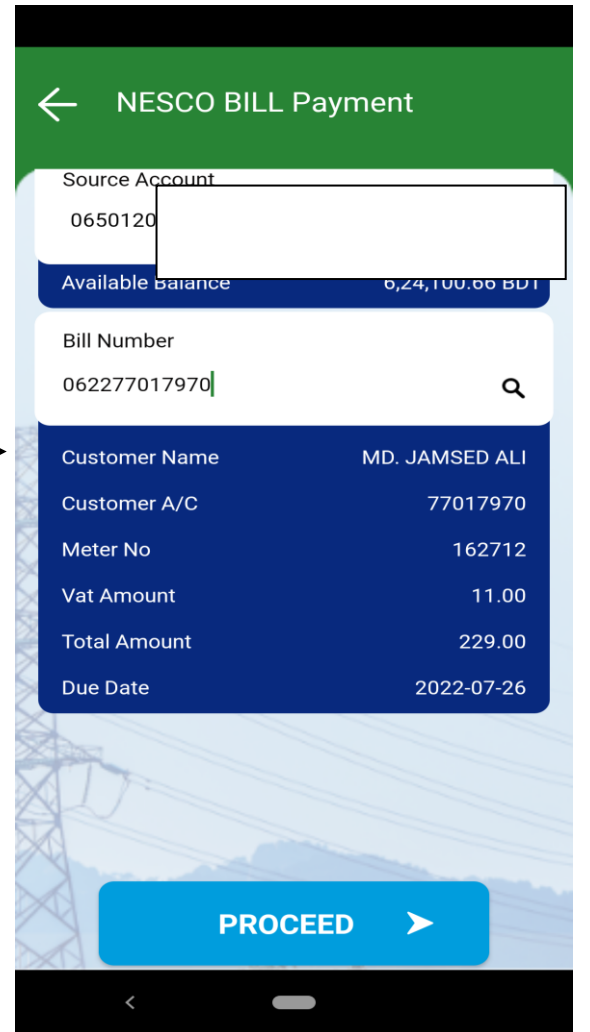 NESCO BILL Payment
Source Account
0650120
Available Balance 6,24,100.66 BDT
Bill Number
062277017970
Customer Name MD. JAMSED ALI
Customer A/C 77017970
Meter No 162712
Vat Amount 11.00
Total Amount 229.00
Due Date 2022-07-26
PROCEED